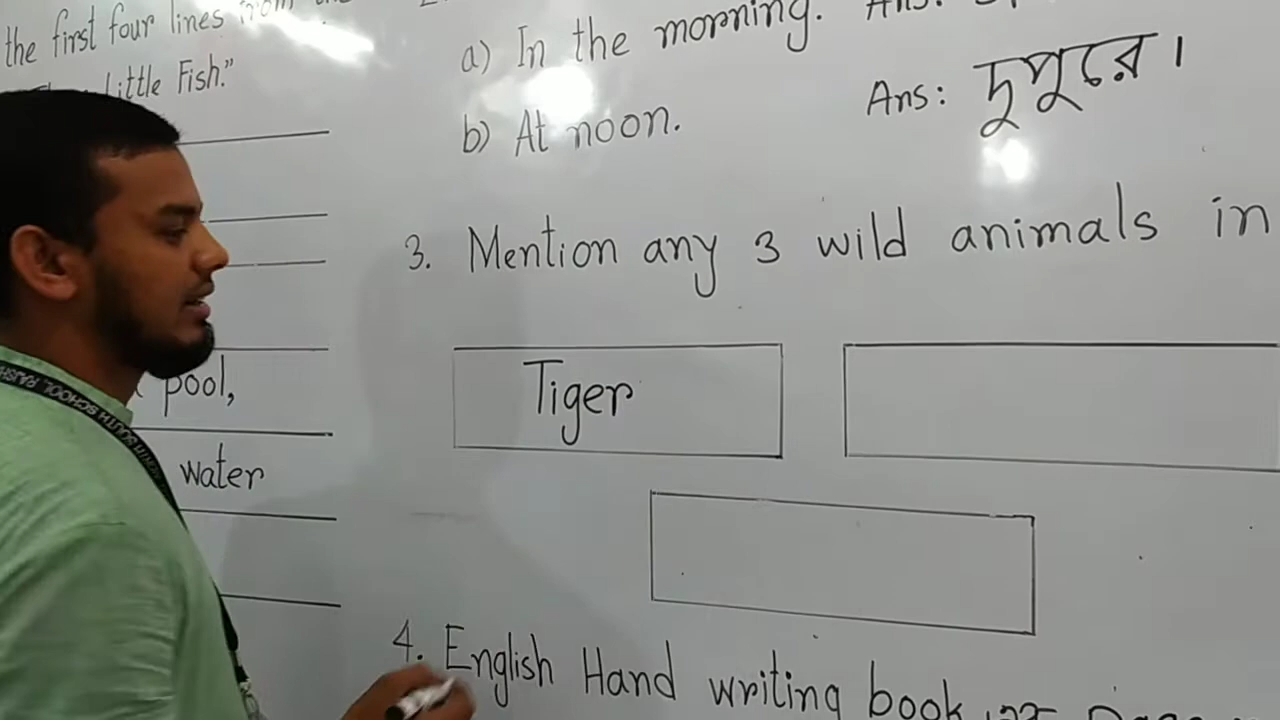 the first four lines from
Little Fish."
pool,
water
a) In the morning. Ans:
b) At noon.
Ans: দুপুরে।
3. Mention any 3 wild animals in
Tiger
4. English Hand writing book